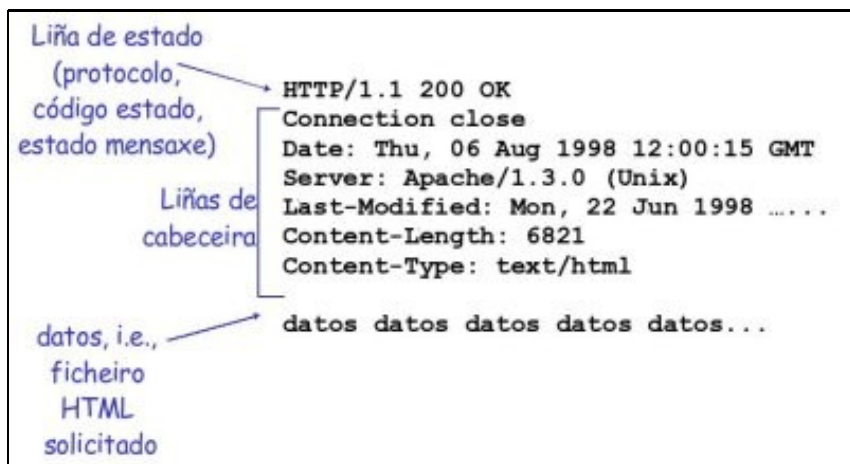 Liña de estado
(protocolo,
código estado,
estado mensaxe)
HTTP/1.1 200 OK
Connection close
Date: Thu, 06 Aug 1998 12:00:15 GMT
Server: Apache/1.3.0 (Unix)
Last-Modified: Mon, 22 Jun 1998 …...
Content-Length: 6821
Content-Type: text/html
Liñas de
cabeceira
datos datos datos datos datos...
datos, i.e.,
ficheiro
HTML
solicitado